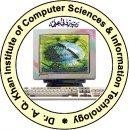 Dr. A. Q. Khan Institute of Computer Sciences & Information Technology